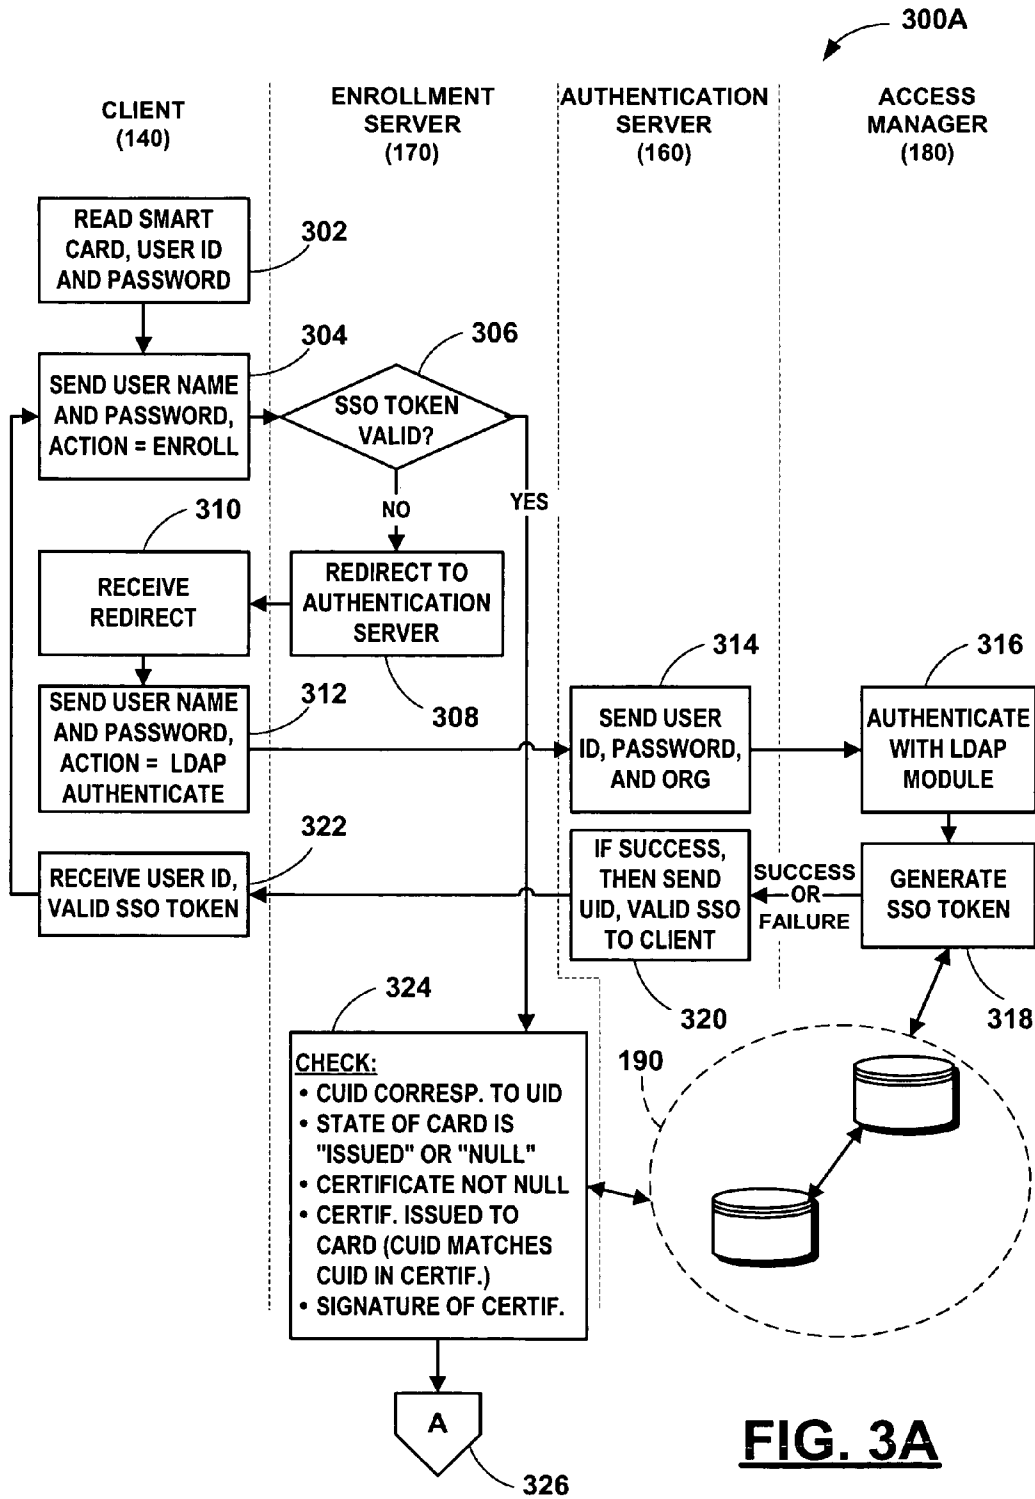 300A
CLIENT
(140)
ENROLLMENT
SERVER
(170)
AUTHENTICATION
SERVER
(160)
ACCESS
MANAGER
(180)
READ SMART
CARD, USER ID
AND PASSWORD
302
304
SEND USER NAME
AND PASSWORD,
ACTION = ENROLL
306
SSO TOKEN
VALID?
NO
YES
310
RECEIVE
REDIRECT
REDIRECT TO
AUTHENTICATION
SERVER
308
312
SEND USER NAME
AND PASSWORD,
ACTION = LDAP
AUTHENTICATE
314
SEND USER
ID, PASSWORD,
AND ORG
316
AUTHENTICATE
WITH LDAP
MODULE
322
RECEIVE USER ID,
VALID SSO TOKEN
IF SUCCESS,
THEN SEND
UID, VALID SSO
TO CLIENT
SUCCESS
OR
FAILURE
GENERATE
SSO TOKEN
320
318
324
CHECK:
• CUID CORRESP. TO UID
• STATE OF CARD IS
"ISSUED" OR "NULL"
• CERTIFICATE NOT NULL
• CERTIF. ISSUED TO
CARD (CUID MATCHES
CUID IN CERTIF.)
• SIGNATURE OF CERTIF.
190
A
326
FIG. 3A